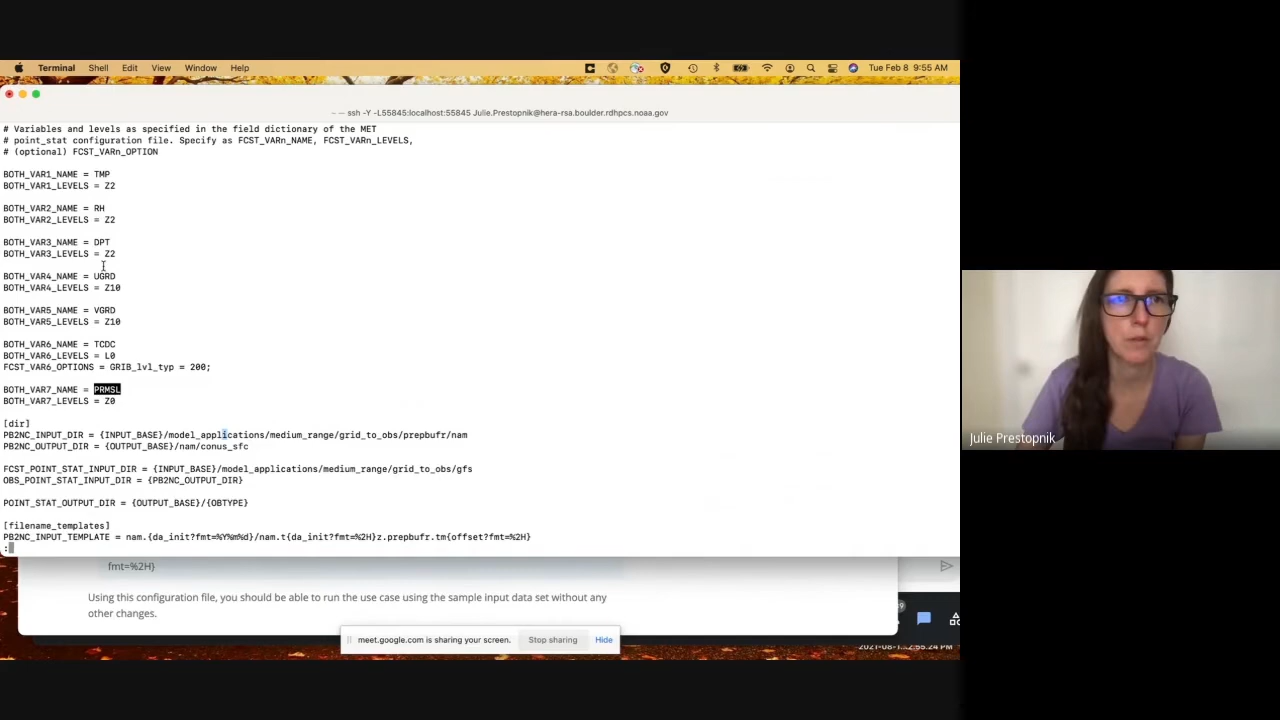 Terminal Shell Edit View Window Help Tue Feb 8 9:55 AM
ssh -Y -L55845:localhost:55845 Julie.Prestopnik@hera-rsa.boulder.rdhpcs.noaa.gov
# Variables and levels as specified in the field dictionary of the MET
# point_stat configuration file. Specify as FCST_VARn_NAME, FCST_VARn_LEVELS,
# (optional) FCST_VARn_OPTION
BOTH_VAR1_NAME = TMP
BOTH_VAR1_LEVELS = Z2
BOTH_VAR2_NAME = RH
BOTH_VAR2_LEVELS = Z2
BOTH_VAR3_NAME = DPT
BOTH_VAR3_LEVELS = Z2
BOTH_VAR4_NAME = UGRD
BOTH_VAR4_LEVELS = Z10
BOTH_VAR5_NAME = VGRD
BOTH_VAR5_LEVELS = Z10
BOTH_VAR6_NAME = TCDC
BOTH_VAR6_LEVELS = L0
FCST_VAR6_OPTIONS = GRIB_lvl_typ = 200;
BOTH_VAR7_NAME = PRMSL
BOTH_VAR7_LEVELS = Z0
[dir]
PB2NC_INPUT_DIR = {INPUT_BASE}/model_applications/medium_range/grid_to_obs/prepbufr/nam
PB2NC_OUTPUT_DIR = {OUTPUT_BASE}/nam/conus_sfc
FCST_POINT_STAT_INPUT_DIR = {INPUT_BASE}/model_applications/medium_range/grid_to_obs/gfs
OBS_POINT_STAT_INPUT_DIR = {PB2NC_OUTPUT_DIR}
POINT_STAT_OUTPUT_DIR = {OUTPUT_BASE}/{OBTYPE}
[filename_templates]
PB2NC_INPUT_TEMPLATE = nam.{da_init?fmt=%Y%m%d}/nam.t{da_init?fmt=%2H}z.prepbufr.tm{offset?fmt=%2H}
:
fmt=%2H}
Using this configuration file, you should be able to run the use case using the sample input data set without any
other changes.
meet.google.com is sharing your screen. Stop sharing Hide
Julie Prestopnik